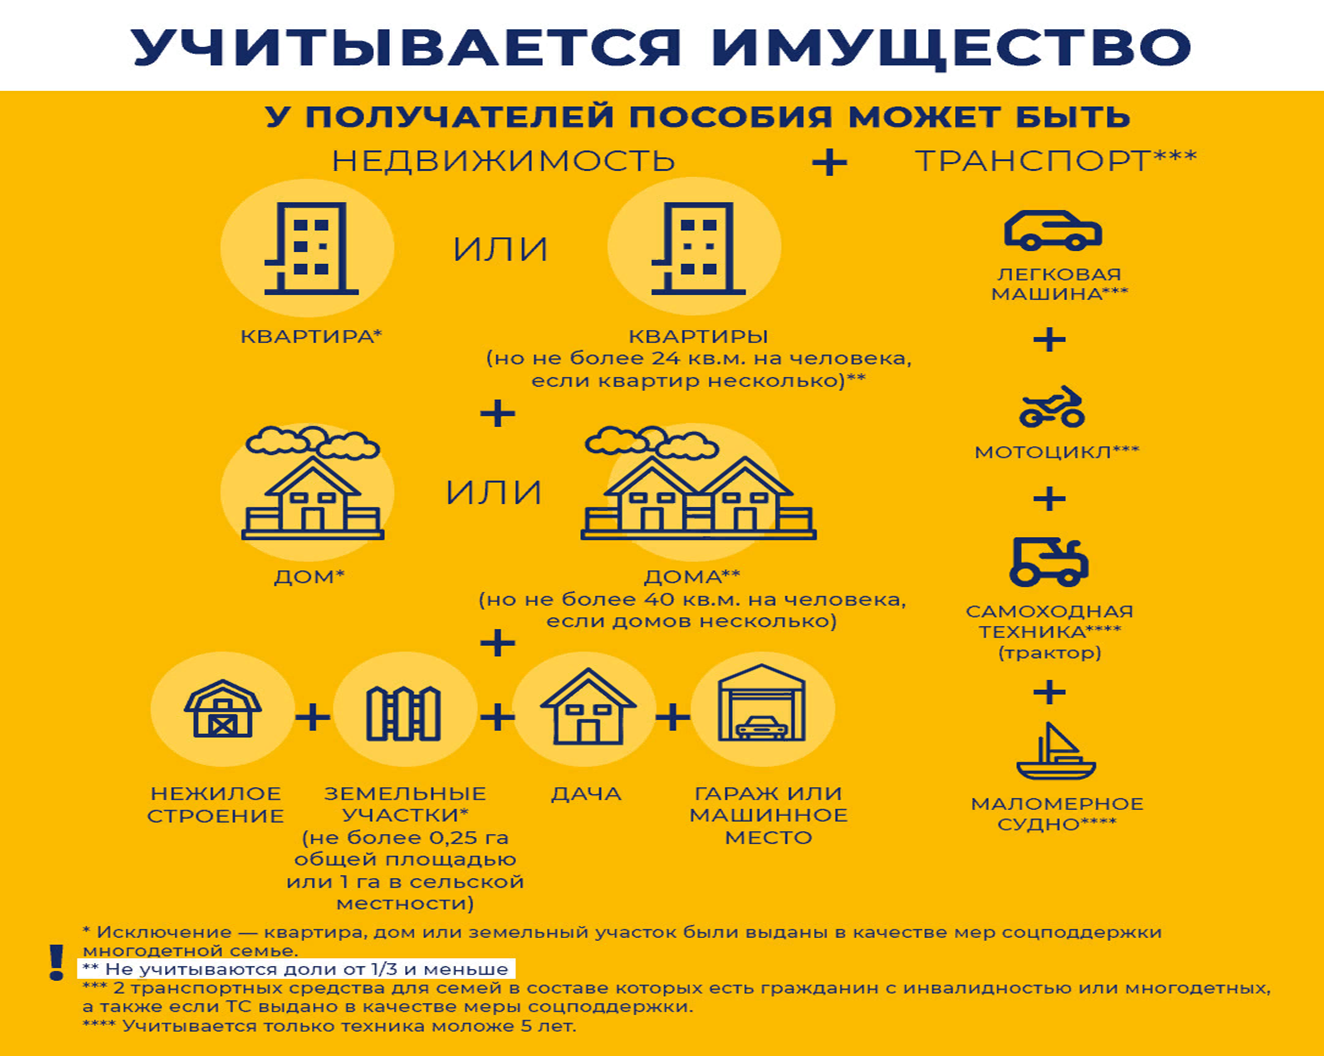 УЧИТЫВАЕТСЯ ИМУЩЕСТВО
У ПОЛУЧАТЕЛЕЙ ПОСОБИЯ МОЖЕТ БЫТЬ
НЕДВИЖИМОСТЬ + ТРАНСПОРТ***
ИЛИ
КВАРТИРА*
КВАРТИРЫ
(но не более 24 кв.м. на человека,
если квартир несколько)**
+
ИЛИ
ДОМ*
ДОМА**
(но не более 40 кв.м. на человека,
если домов несколько)
+
+ + +
НЕЖИЛОЕ
СТРОЕНИЕ
ЗЕМЕЛЬНЫЕ
УЧАСТКИ*
(не более 0,25 га
общей площадью
или 1 га в сельской
местности)
ДАЧА
ГАРАЖ ИЛИ
МАШИННОЕ
МЕСТО
ЛЕГКОВАЯ
МАШИНА***
+
МОТОЦИКЛ***
+
САМОХОДНАЯ
ТЕХНИКА****
(трактор)
+
МАЛОМЕРНОЕ
СУДНО****
!
* Исключение — квартира, дом или земельный участок были выданы в качестве мер соцподдержки
многодетной семье.
** Не учитываются доли от 1/3 и меньше
*** 2 транспортных средства для семей в составе которых есть гражданин с инвалидностью или многодетных,
а также если ТС выдано в качестве меры соцподдержки.
**** Учитывается только техника моложе 5 лет.